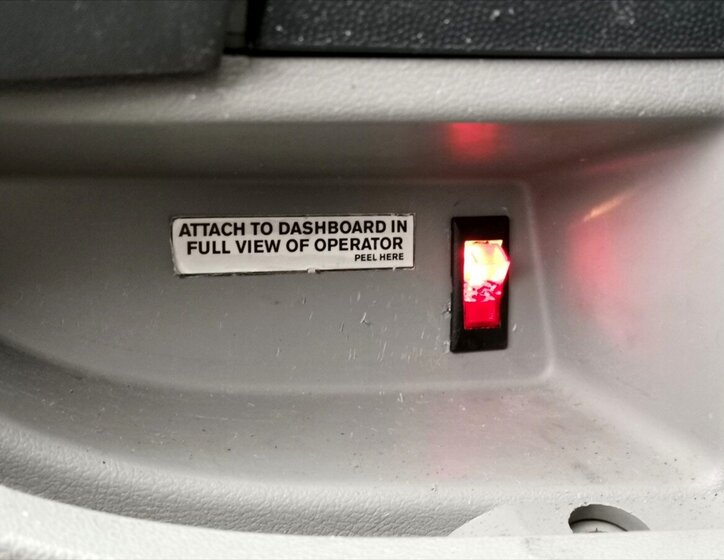 ATTACH TO DASHBOARD IN
FULL VIEW OF OPERATOR
PEEL HERE